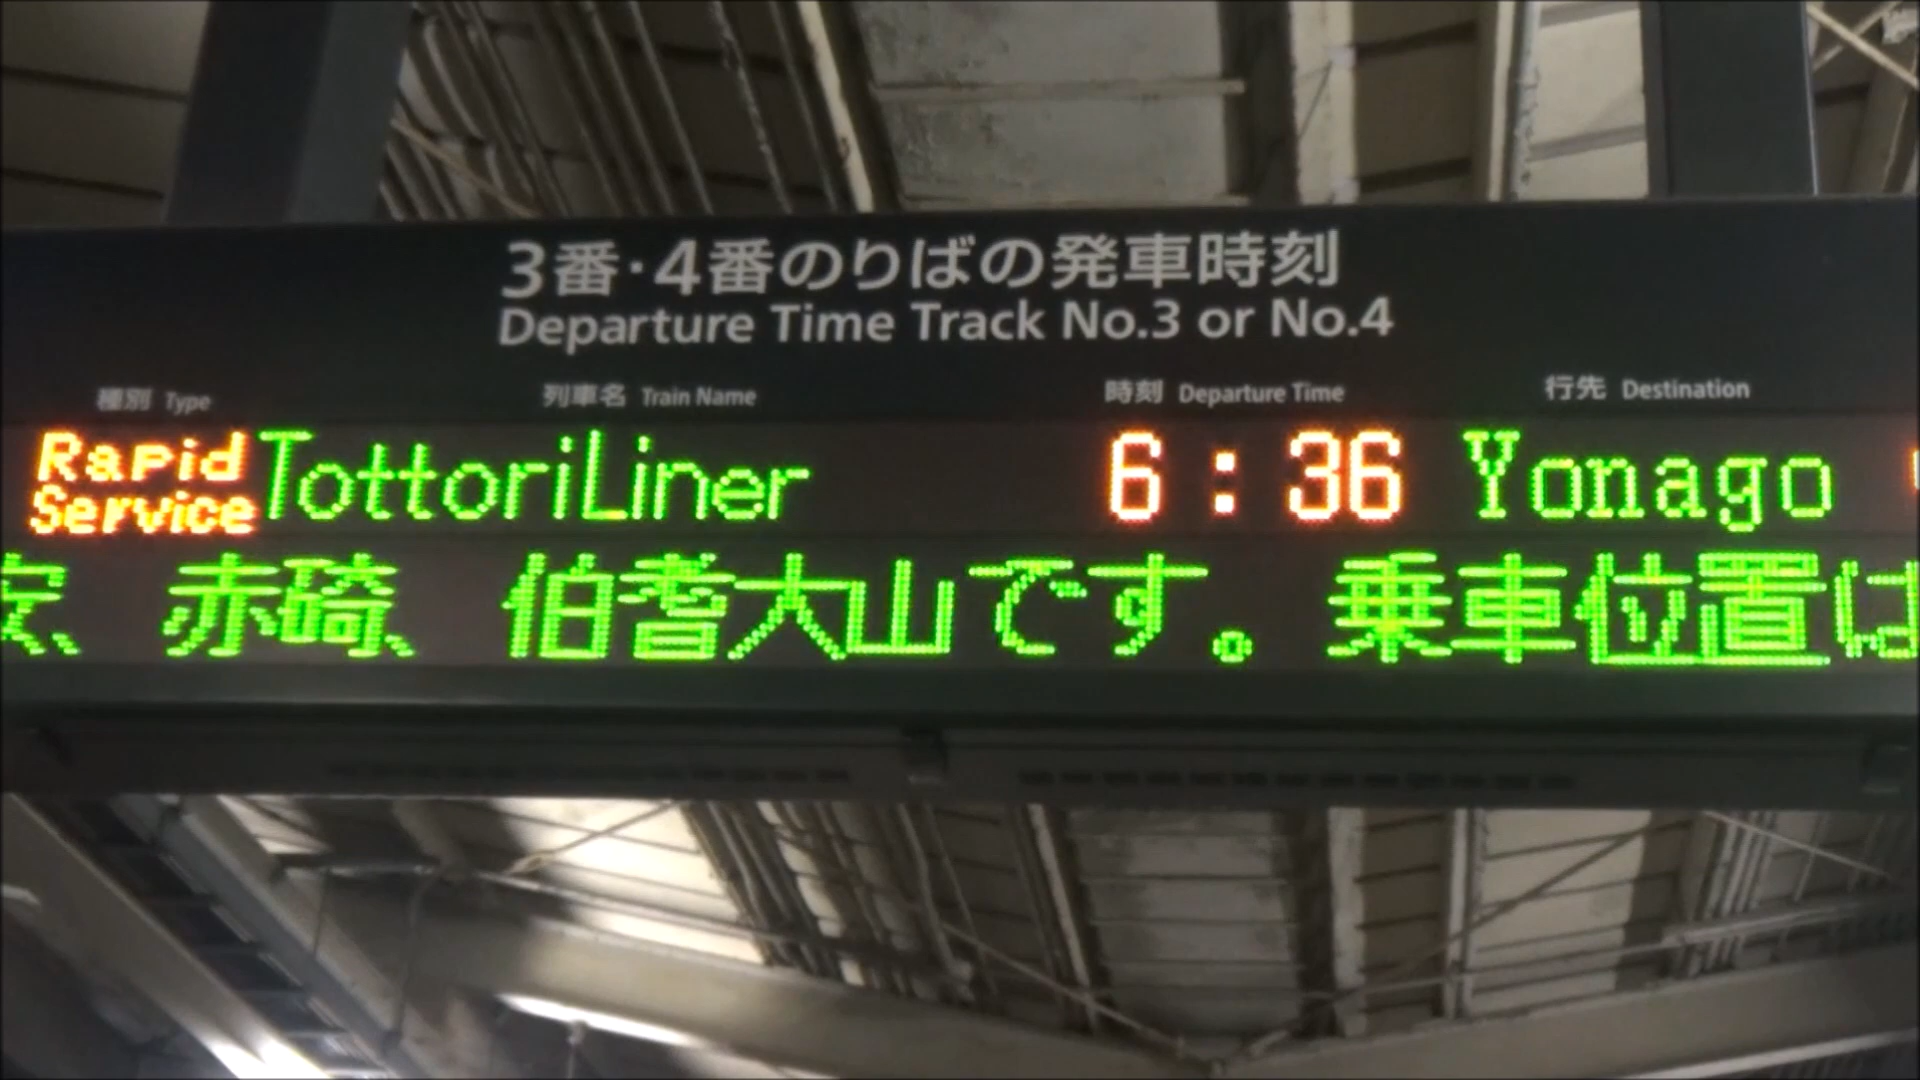 3番・4番のりばの発車時刻
Departure Time Track No.3 or No.4
種別 Type 列車名 Train Name 時刻 Departure Time 行先 Destination
Rapid Service TottoriLiner 6:36 Yonago
安、赤碕、伯耆大山です。乗車位置は